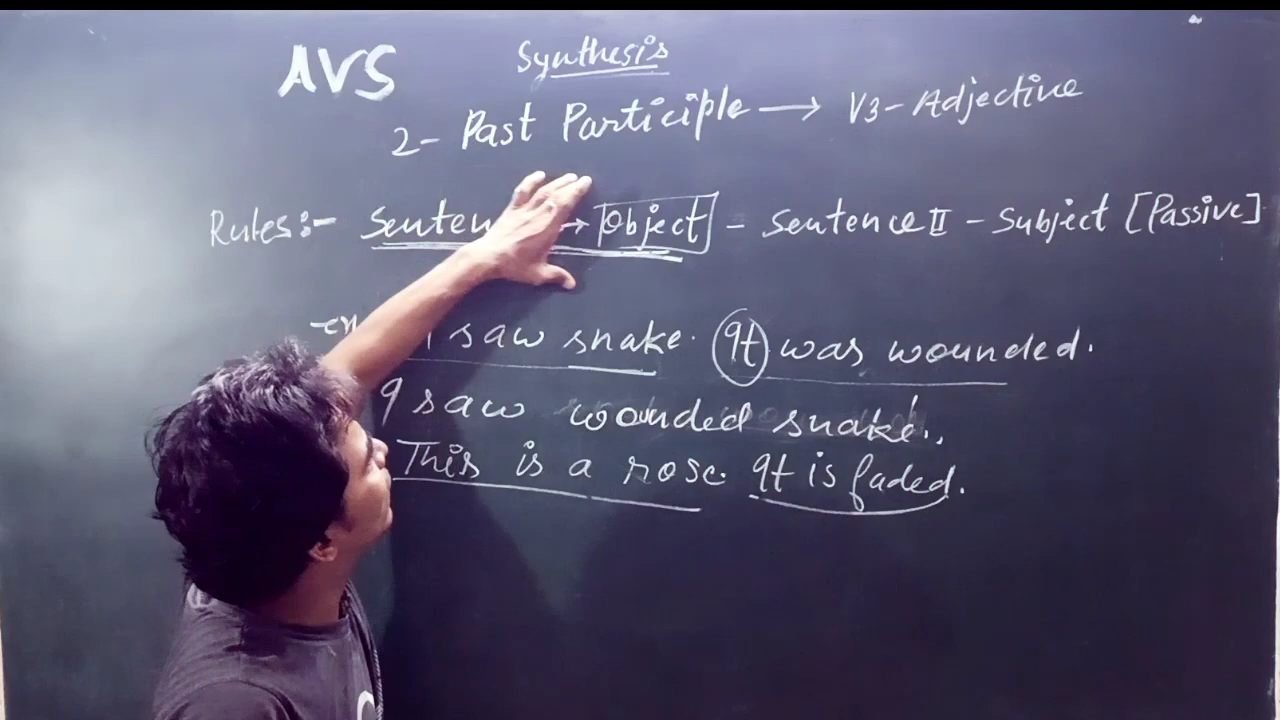 AVS
Synthesis
2- Past Participle → V3-Adjective
Rules:- Senten → Object - Sentence II - Subject [Passive]
saw snake. It was wounded.
I saw wounded snake.
This is a rose. It is faded.